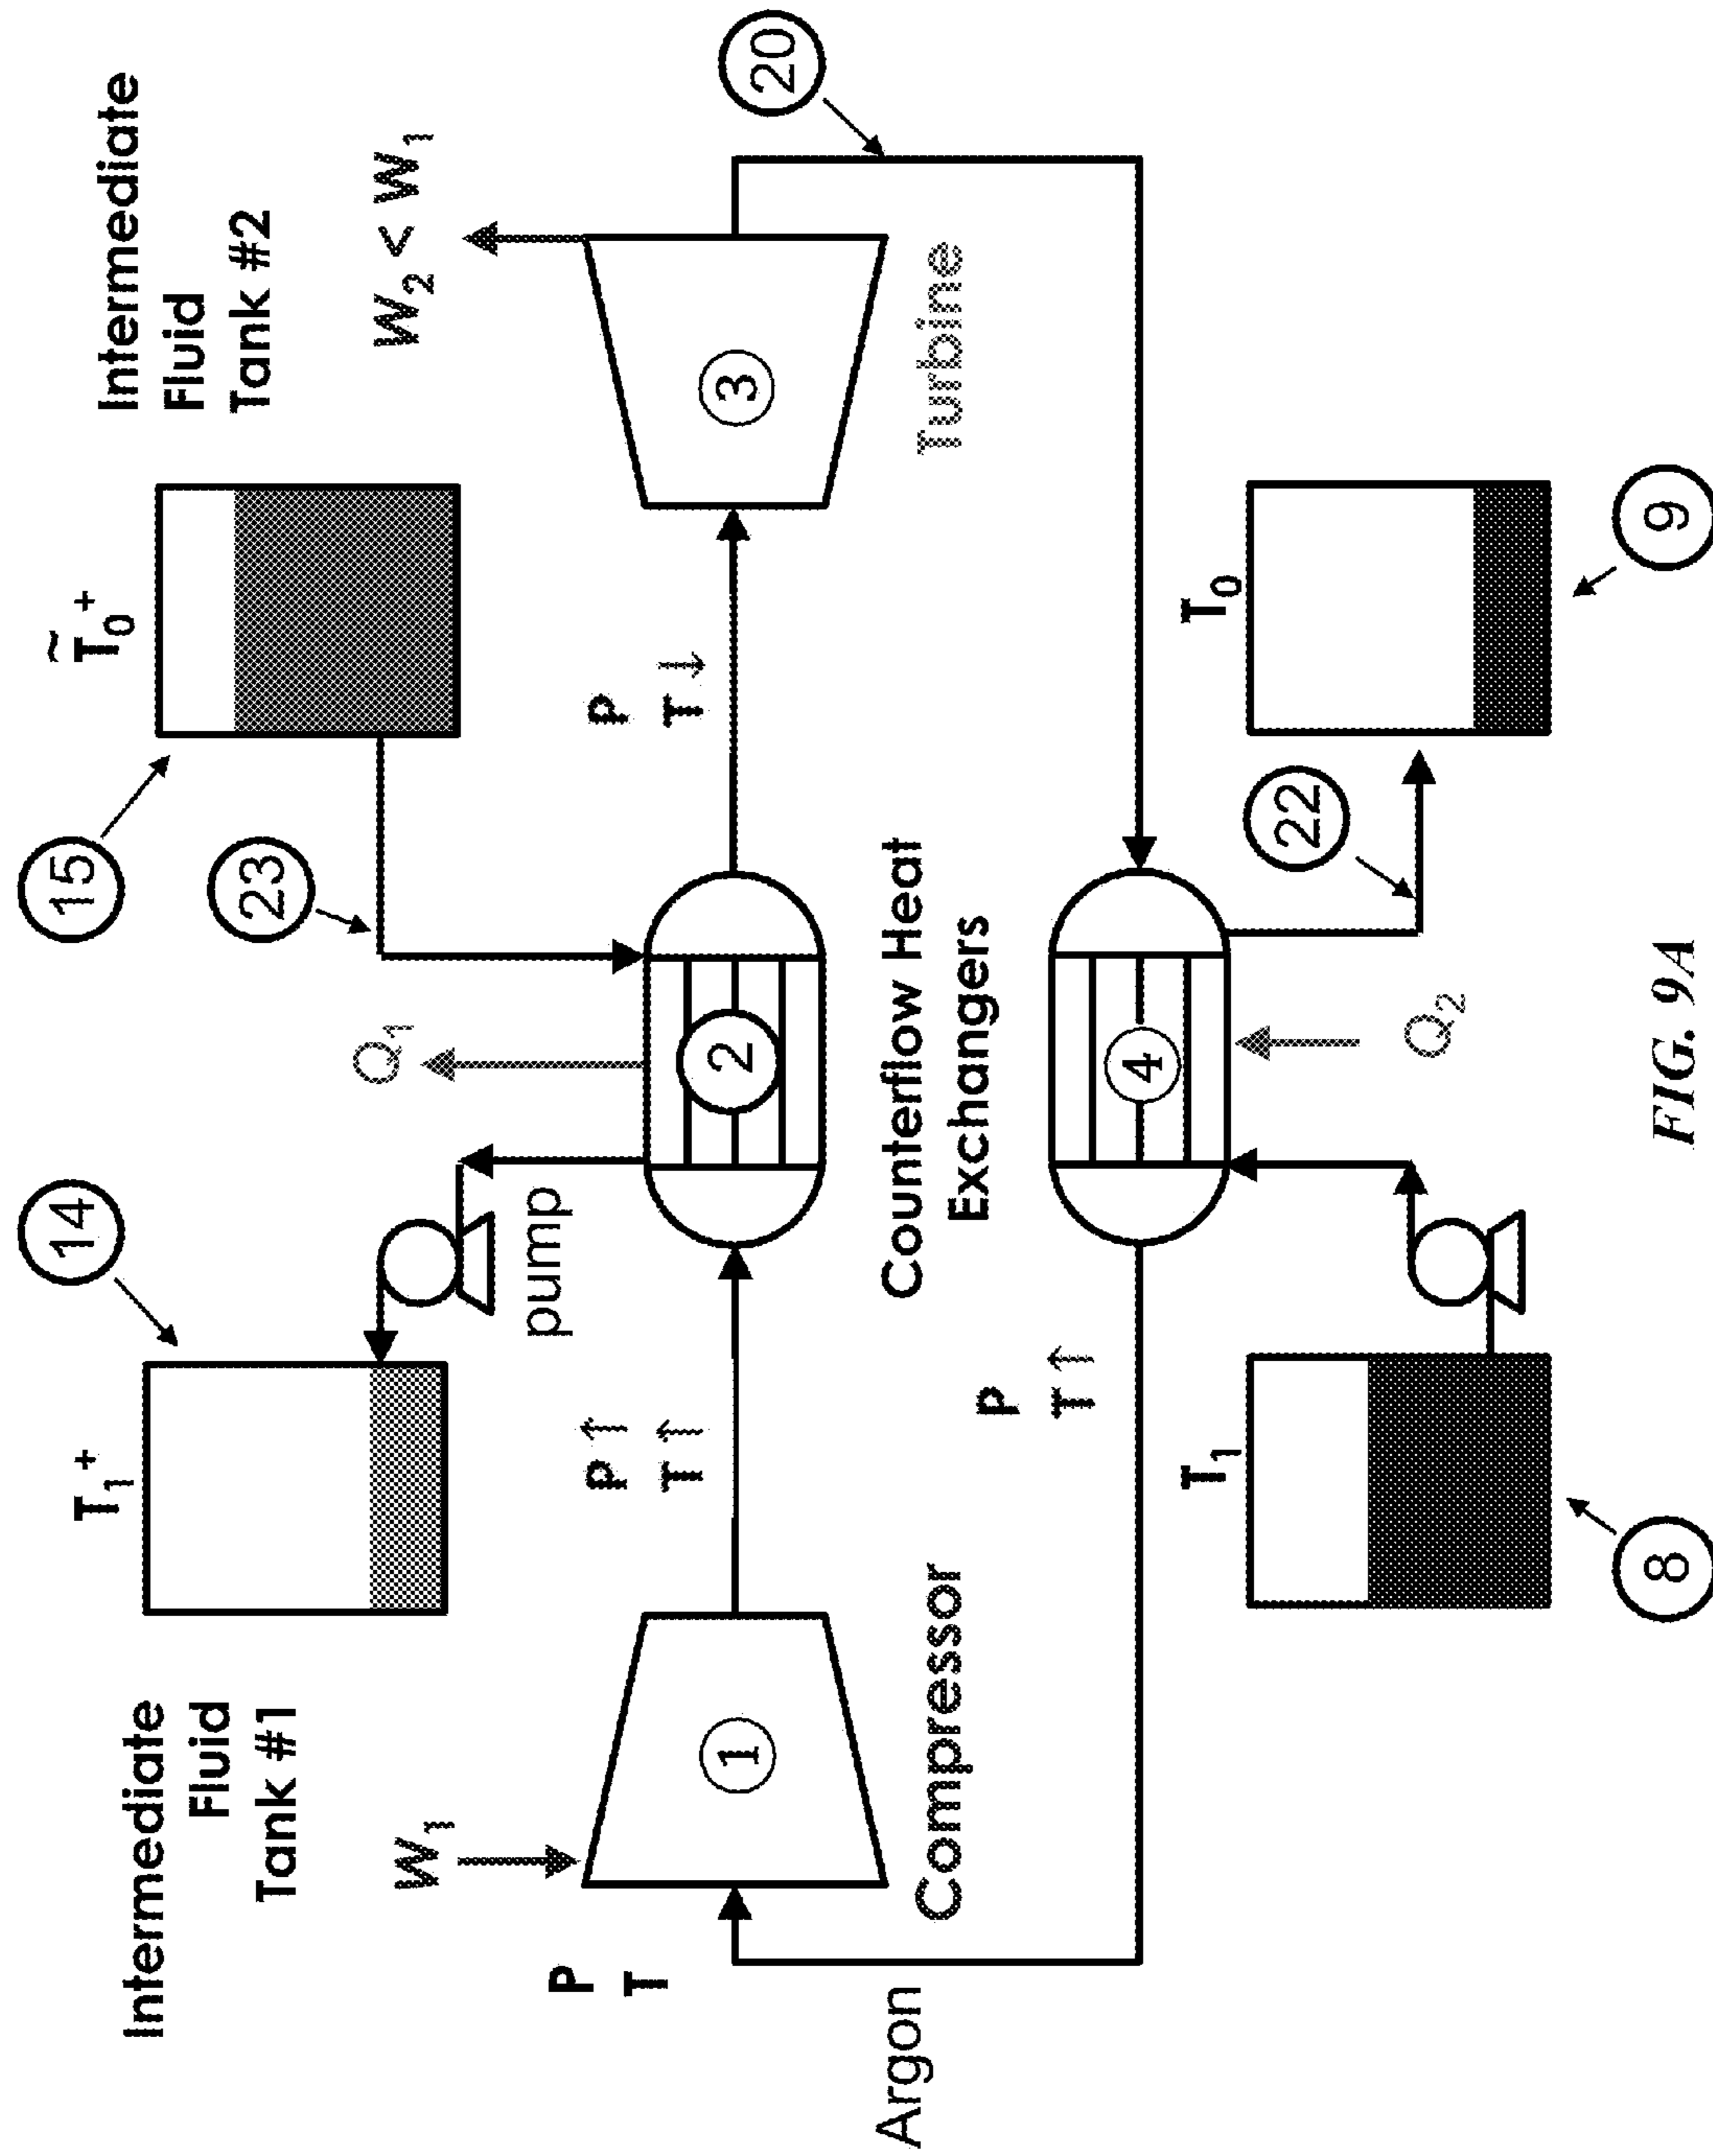 Intermediate
Fluid
Tank #1
T₁⁺
14
15
T̃₀⁺
Intermediate
Fluid
Tank #2
23
pump
Q₁
W₁
W₂ < W₁
P
T
P↑
T↑
P
T↓
1
2
3
20
Compressor
Turbine
Argon
Counterflow Heat
Exchangers
P
T↑
4
T₁
Q₂
22
T₀
8
9
FIG. 9A